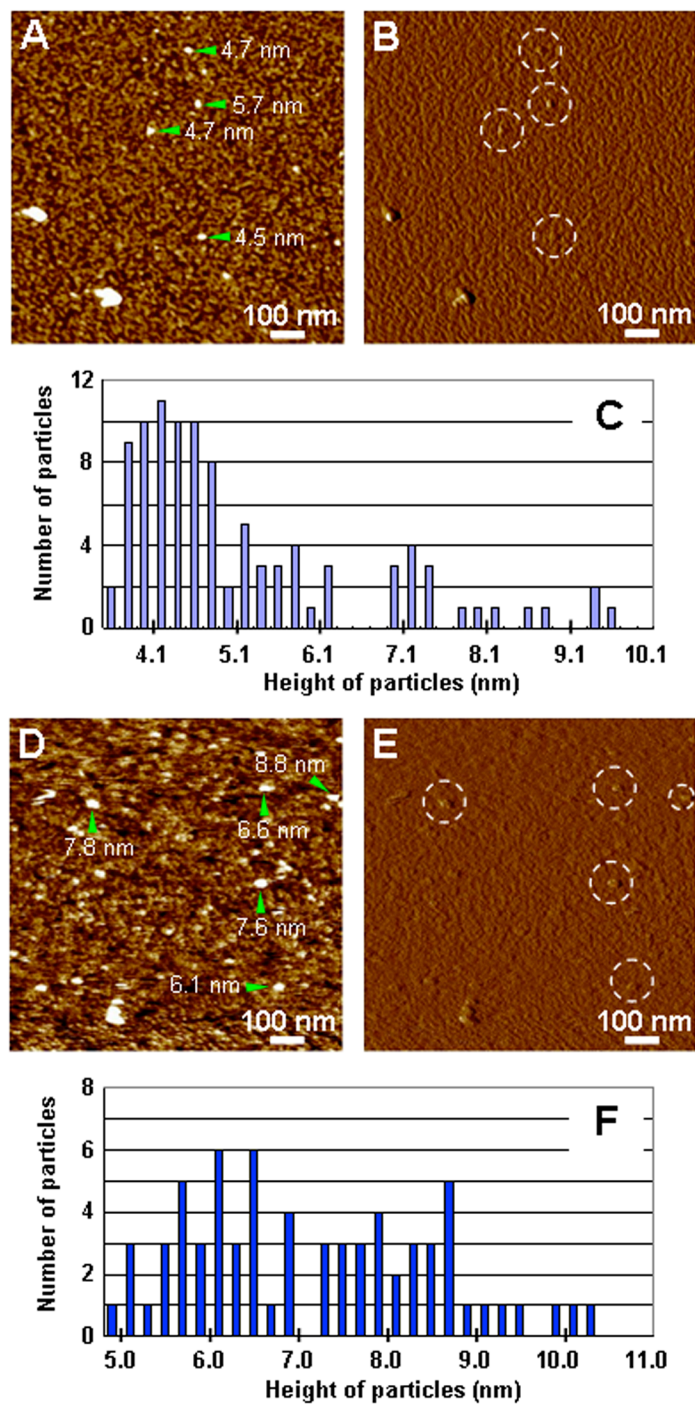 A
4.7 nm
5.7 nm
4.7 nm
4.5 nm
100 nm
B
100 nm
C
Number of particles
12
8
4
0
4.1 5.1 6.1 7.1 8.1 9.1 10.1
Height of particles (nm)
D
8.8 nm
7.8 nm
6.6 nm
7.6 nm
6.1 nm
100 nm
E
100 nm
F
Number of particles
8
6
4
2
0
5.0 6.0 7.0 8.0 9.0 10.0 11.0
Height of particles (nm)